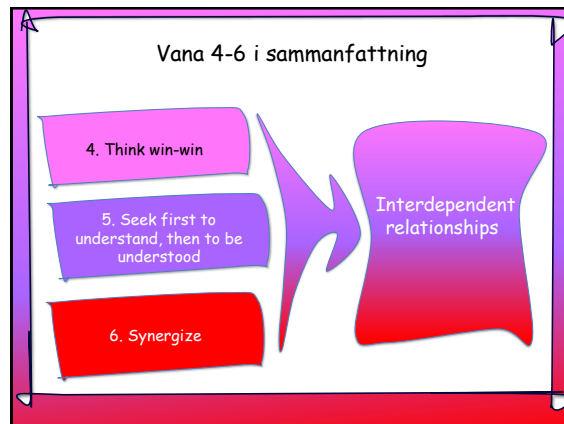 Vana 4-6 i sammanfattning
4. Think win-win
5. Seek first to
understand, then to be
understood
6. Synergize
Interdependent
relationships